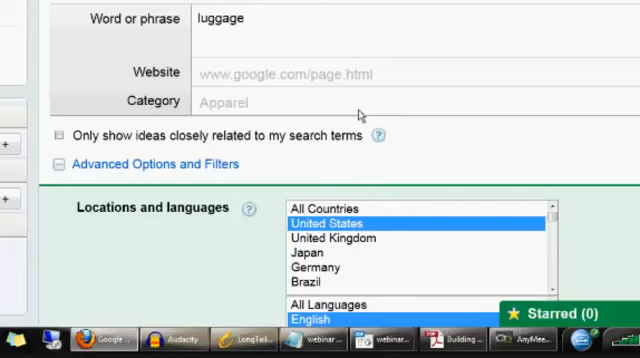 Word or phrase luggage
Website www.google.com/page.html
Category Apparel
Only show ideas closely related to my search terms ?
Advanced Options and Filters
Locations and languages ?
All Countries
United States
United Kingdom
Japan
Germany
Brazil
All Languages
English
Starred (0)
Google ... Audacity LongTail... webinar... webinar... Building ... AnyMee...